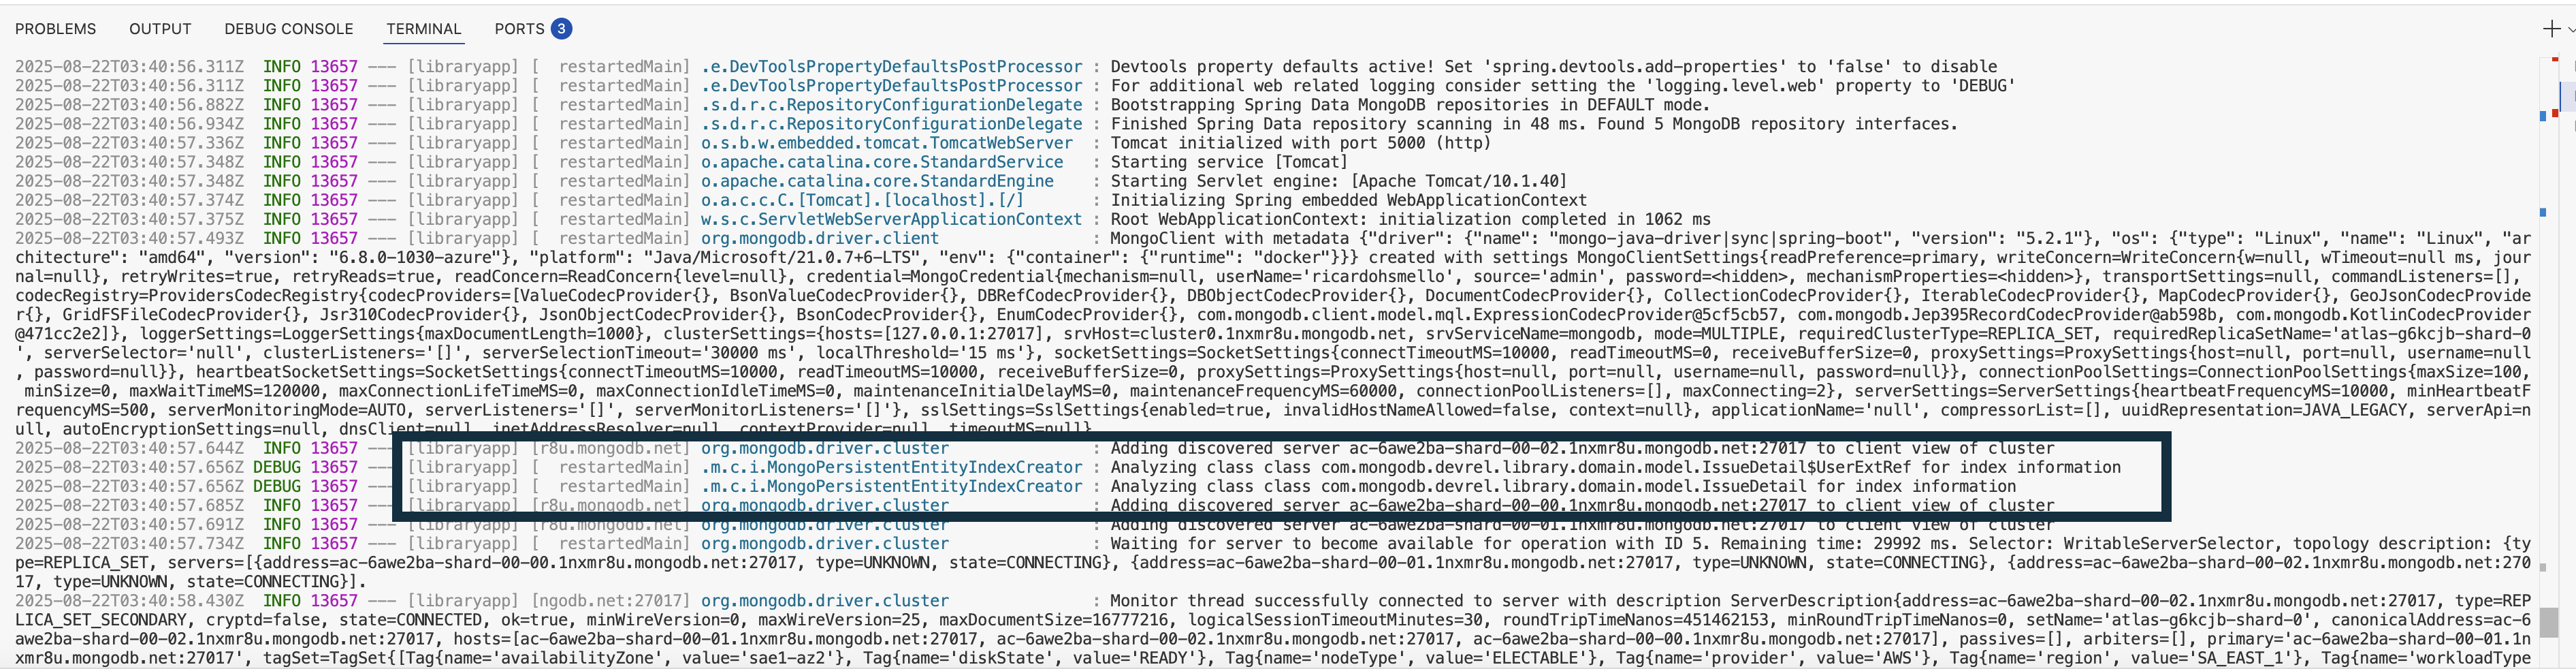 PROBLEMS OUTPUT DEBUG CONSOLE TERMINAL PORTS 3
2025-08-22T03:40:56.311Z  INFO 13657 --- [libraryapp] [  restartedMain] .e.DevToolsPropertyDefaultsPostProcessor : Devtools property defaults active! Set 'spring.devtools.add-properties' to 'false' to disable
2025-08-22T03:40:56.311Z  INFO 13657 --- [libraryapp] [  restartedMain] .e.DevToolsPropertyDefaultsPostProcessor : For additional web related logging consider setting the 'logging.level.web' property to 'DEBUG'
2025-08-22T03:40:56.882Z  INFO 13657 --- [libraryapp] [  restartedMain] .s.d.r.c.RepositoryConfigurationDelegate : Bootstrapping Spring Data MongoDB repositories in DEFAULT mode.
2025-08-22T03:40:56.934Z  INFO 13657 --- [libraryapp] [  restartedMain] .s.d.r.c.RepositoryConfigurationDelegate : Finished Spring Data repository scanning in 48 ms. Found 5 MongoDB repository interfaces.
2025-08-22T03:40:57.336Z  INFO 13657 --- [libraryapp] [  restartedMain] o.s.b.w.embedded.tomcat.TomcatWebServer  : Tomcat initialized with port 5000 (http)
2025-08-22T03:40:57.348Z  INFO 13657 --- [libraryapp] [  restartedMain] o.apache.catalina.core.StandardService   : Starting service [Tomcat]
2025-08-22T03:40:57.348Z  INFO 13657 --- [libraryapp] [  restartedMain] o.apache.catalina.core.StandardEngine    : Starting Servlet engine: [Apache Tomcat/10.1.40]
2025-08-22T03:40:57.374Z  INFO 13657 --- [libraryapp] [  restartedMain] o.a.c.c.C.[Tomcat].[localhost].[/]       : Initializing Spring embedded WebApplicationContext
2025-08-22T03:40:57.375Z  INFO 13657 --- [libraryapp] [  restartedMain] w.s.c.ServletWebServerApplicationContext : Root WebApplicationContext: initialization completed in 1062 ms
2025-08-22T03:40:57.493Z  INFO 13657 --- [libraryapp] [  restartedMain] org.mongodb.driver.client                : MongoClient with metadata {"driver": {"name": "mongo-java-driver|sync|spring-boot", "version": "5.2.1"}, "os": {"type": "Linux", "name": "Linux", "ar
chitecture": "amd64", "version": "6.8.0-1030-azure"}, "platform": "Java/Microsoft/21.0.7+6-LTS", "env": {"container": {"runtime": "docker"}}} created with settings MongoClientSettings{readPreference=primary, writeConcern=WriteConcern{w=null, wTimeout=null ms, jour
nal=null}, retryWrites=true, retryReads=true, readConcern=ReadConcern{level=null}, credential=MongoCredential{mechanism=null, userName='ricardohsmello', source='admin', password=<hidden>, mechanismProperties=<hidden>}, transportSettings=null, commandListeners=[],
codecRegistry=ProvidersCodecRegistry{codecProviders=[ValueCodecProvider{}, BsonValueCodecProvider{}, DBRefCodecProvider{}, DBObjectCodecProvider{}, DocumentCodecProvider{}, CollectionCodecProvider{}, IterableCodecProvider{}, MapCodecProvider{}, GeoJsonCodecProvide
r{}, GridFSFileCodecProvider{}, Jsr310CodecProvider{}, JsonObjectCodecProvider{}, BsonCodecProvider{}, EnumCodecProvider{}, com.mongodb.client.model.mql.ExpressionCodecProvider@5cf5cb57, com.mongodb.Jep395RecordCodecProvider@ab598b, com.mongodb.KotlinCodecProvider
@471cc2e2]}, loggerSettings=LoggerSettings{maxDocumentLength=1000}, clusterSettings={hosts=[127.0.0.1:27017], srvHost=cluster0.1nxmr8u.mongodb.net, srvServiceName=mongodb, mode=MULTIPLE, requiredClusterType=REPLICA_SET, requiredReplicaSetName='atlas-g6kcjb-shard-0
', serverSelector='null', clusterListeners='[]', serverSelectionTimeout='30000 ms', localThreshold='15 ms'}, socketSettings=SocketSettings{connectTimeoutMS=10000, readTimeoutMS=0, receiveBufferSize=0, proxySettings=ProxySettings{host=null, port=null, username=null
, password=null}}, heartbeatSocketSettings=SocketSettings{connectTimeoutMS=10000, readTimeoutMS=10000, receiveBufferSize=0, proxySettings=ProxySettings{host=null, port=null, username=null, password=null}}, connectionPoolSettings=ConnectionPoolSettings{maxSize=100,
 minSize=0, maxWaitTimeMS=120000, maxConnectionLifeTimeMS=0, maxConnectionIdleTimeMS=0, maintenanceInitialDelayMS=0, maintenanceFrequencyMS=60000, connectionPoolListeners=[], maxConnecting=2}, serverSettings=ServerSettings{heartbeatFrequencyMS=10000, minHeartbeatF
requencyMS=500, serverMonitoringMode=AUTO, serverListeners='[]', serverMonitorListeners='[]'}, sslSettings=SslSettings{enabled=true, invalidHostNameAllowed=false, context=null}, applicationName='null', compressorList=[], uuidRepresentation=JAVA_LEGACY, serverApi=n
ull, autoEncryptionSettings=null, dnsClient=null, inetAddressResolver=null, contextProvider=null, timeoutMS=null}
2025-08-22T03:40:57.644Z  INFO 13657 --- [libraryapp] [r8u.mongodb.net] org.mongodb.driver.cluster               : Adding discovered server ac-6awe2ba-shard-00-02.1nxmr8u.mongodb.net:27017 to client view of cluster
2025-08-22T03:40:57.656Z DEBUG 13657 --- [libraryapp] [  restartedMain] .m.c.i.MongoPersistentEntityIndexCreator : Analyzing class class com.mongodb.devrel.library.domain.model.IssueDetail$UserExtRef for index information
2025-08-22T03:40:57.656Z DEBUG 13657 --- [libraryapp] [  restartedMain] .m.c.i.MongoPersistentEntityIndexCreator : Analyzing class class com.mongodb.devrel.library.domain.model.IssueDetail for index information
2025-08-22T03:40:57.685Z  INFO 13657 --- [libraryapp] [r8u.mongodb.net] org.mongodb.driver.cluster               : Adding discovered server ac-6awe2ba-shard-00-00.1nxmr8u.mongodb.net:27017 to client view of cluster
2025-08-22T03:40:57.691Z  INFO 13657 --- [libraryapp] [r8u.mongodb.net] org.mongodb.driver.cluster               : Adding discovered server ac-6awe2ba-shard-00-01.1nxmr8u.mongodb.net:27017 to client view of cluster
2025-08-22T03:40:57.734Z  INFO 13657 --- [libraryapp] [  restartedMain] org.mongodb.driver.cluster               : Waiting for server to become available for operation with ID 5. Remaining time: 29992 ms. Selector: WritableServerSelector, topology description: {ty
pe=REPLICA_SET, servers=[{address=ac-6awe2ba-shard-00-00.1nxmr8u.mongodb.net:27017, type=UNKNOWN, state=CONNECTING}, {address=ac-6awe2ba-shard-00-01.1nxmr8u.mongodb.net:27017, type=UNKNOWN, state=CONNECTING}, {address=ac-6awe2ba-shard-00-02.1nxmr8u.mongodb.net:270
17, type=UNKNOWN, state=CONNECTING}].
2025-08-22T03:40:58.430Z  INFO 13657 --- [libraryapp] [ngodb.net:27017] org.mongodb.driver.cluster               : Monitor thread successfully connected to server with description ServerDescription{address=ac-6awe2ba-shard-00-02.1nxmr8u.mongodb.net:27017, type=REP
LICA_SET_SECONDARY, cryptd=false, state=CONNECTED, ok=true, minWireVersion=0, maxWireVersion=25, maxDocumentSize=16777216, logicalSessionTimeoutMinutes=30, roundTripTimeNanos=451462153, minRoundTripTimeNanos=0, setName='atlas-g6kcjb-shard-0', canonicalAddress=ac-6
awe2ba-shard-00-02.1nxmr8u.mongodb.net:27017, hosts=[ac-6awe2ba-shard-00-01.1nxmr8u.mongodb.net:27017, ac-6awe2ba-shard-00-02.1nxmr8u.mongodb.net:27017, ac-6awe2ba-shard-00-00.1nxmr8u.mongodb.net:27017], passives=[], arbiters=[], primary='ac-6awe2ba-shard-00-01.1n
xmr8u.mongodb.net:27017', tagSet=TagSet{[Tag{name='availabilityZone', value='sae1-az2'}, Tag{name='diskState', value='READY'}, Tag{name='nodeType', value='ELECTABLE'}, Tag{name='provider', value='AWS'}, Tag{name='region', value='SA_EAST_1'}, Tag{name='workloadType